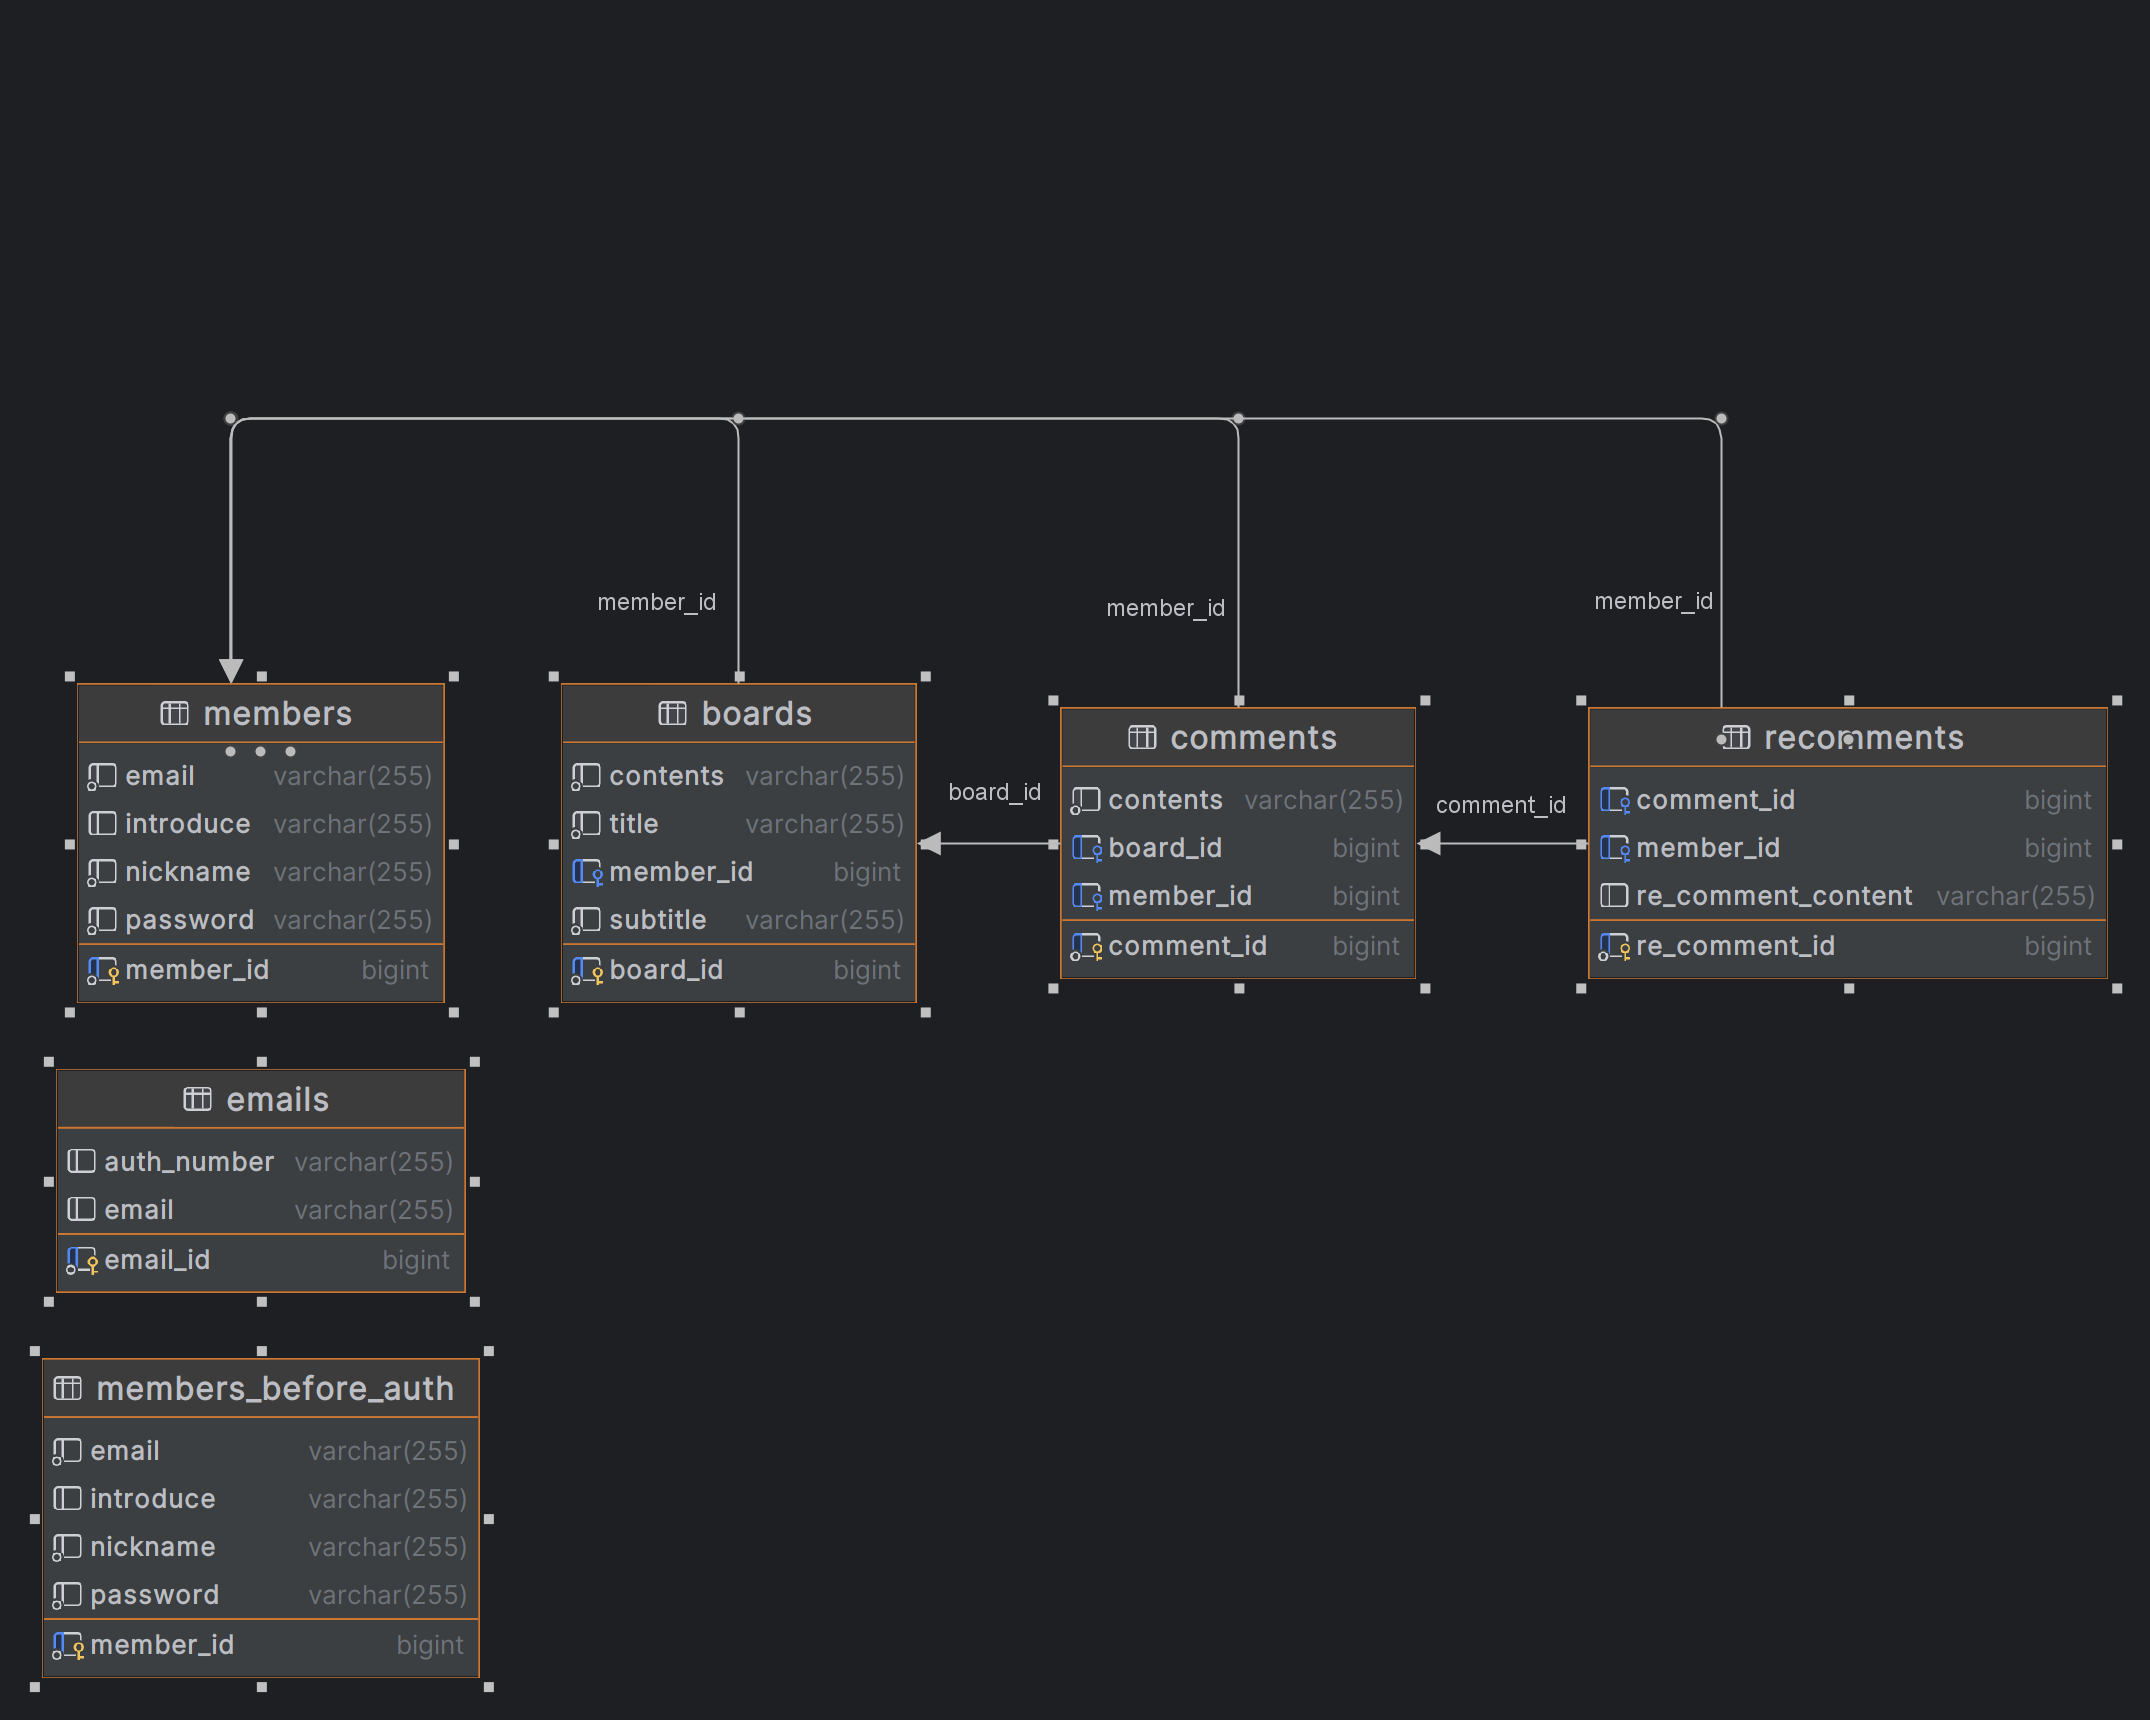 member_id
member_id
member_id
members
email varchar(255)
introduce varchar(255)
nickname varchar(255)
password varchar(255)
member_id bigint
boards
contents varchar(255)
title varchar(255)
member_id bigint
subtitle varchar(255)
board_id bigint
board_id
comments
contents varchar(255)
board_id bigint
member_id bigint
comment_id bigint
comment_id
recomments
comment_id bigint
member_id bigint
re_comment_content varchar(255)
re_comment_id bigint
emails
auth_number varchar(255)
email varchar(255)
email_id bigint
members_before_auth
email varchar(255)
introduce varchar(255)
nickname varchar(255)
password varchar(255)
member_id bigint